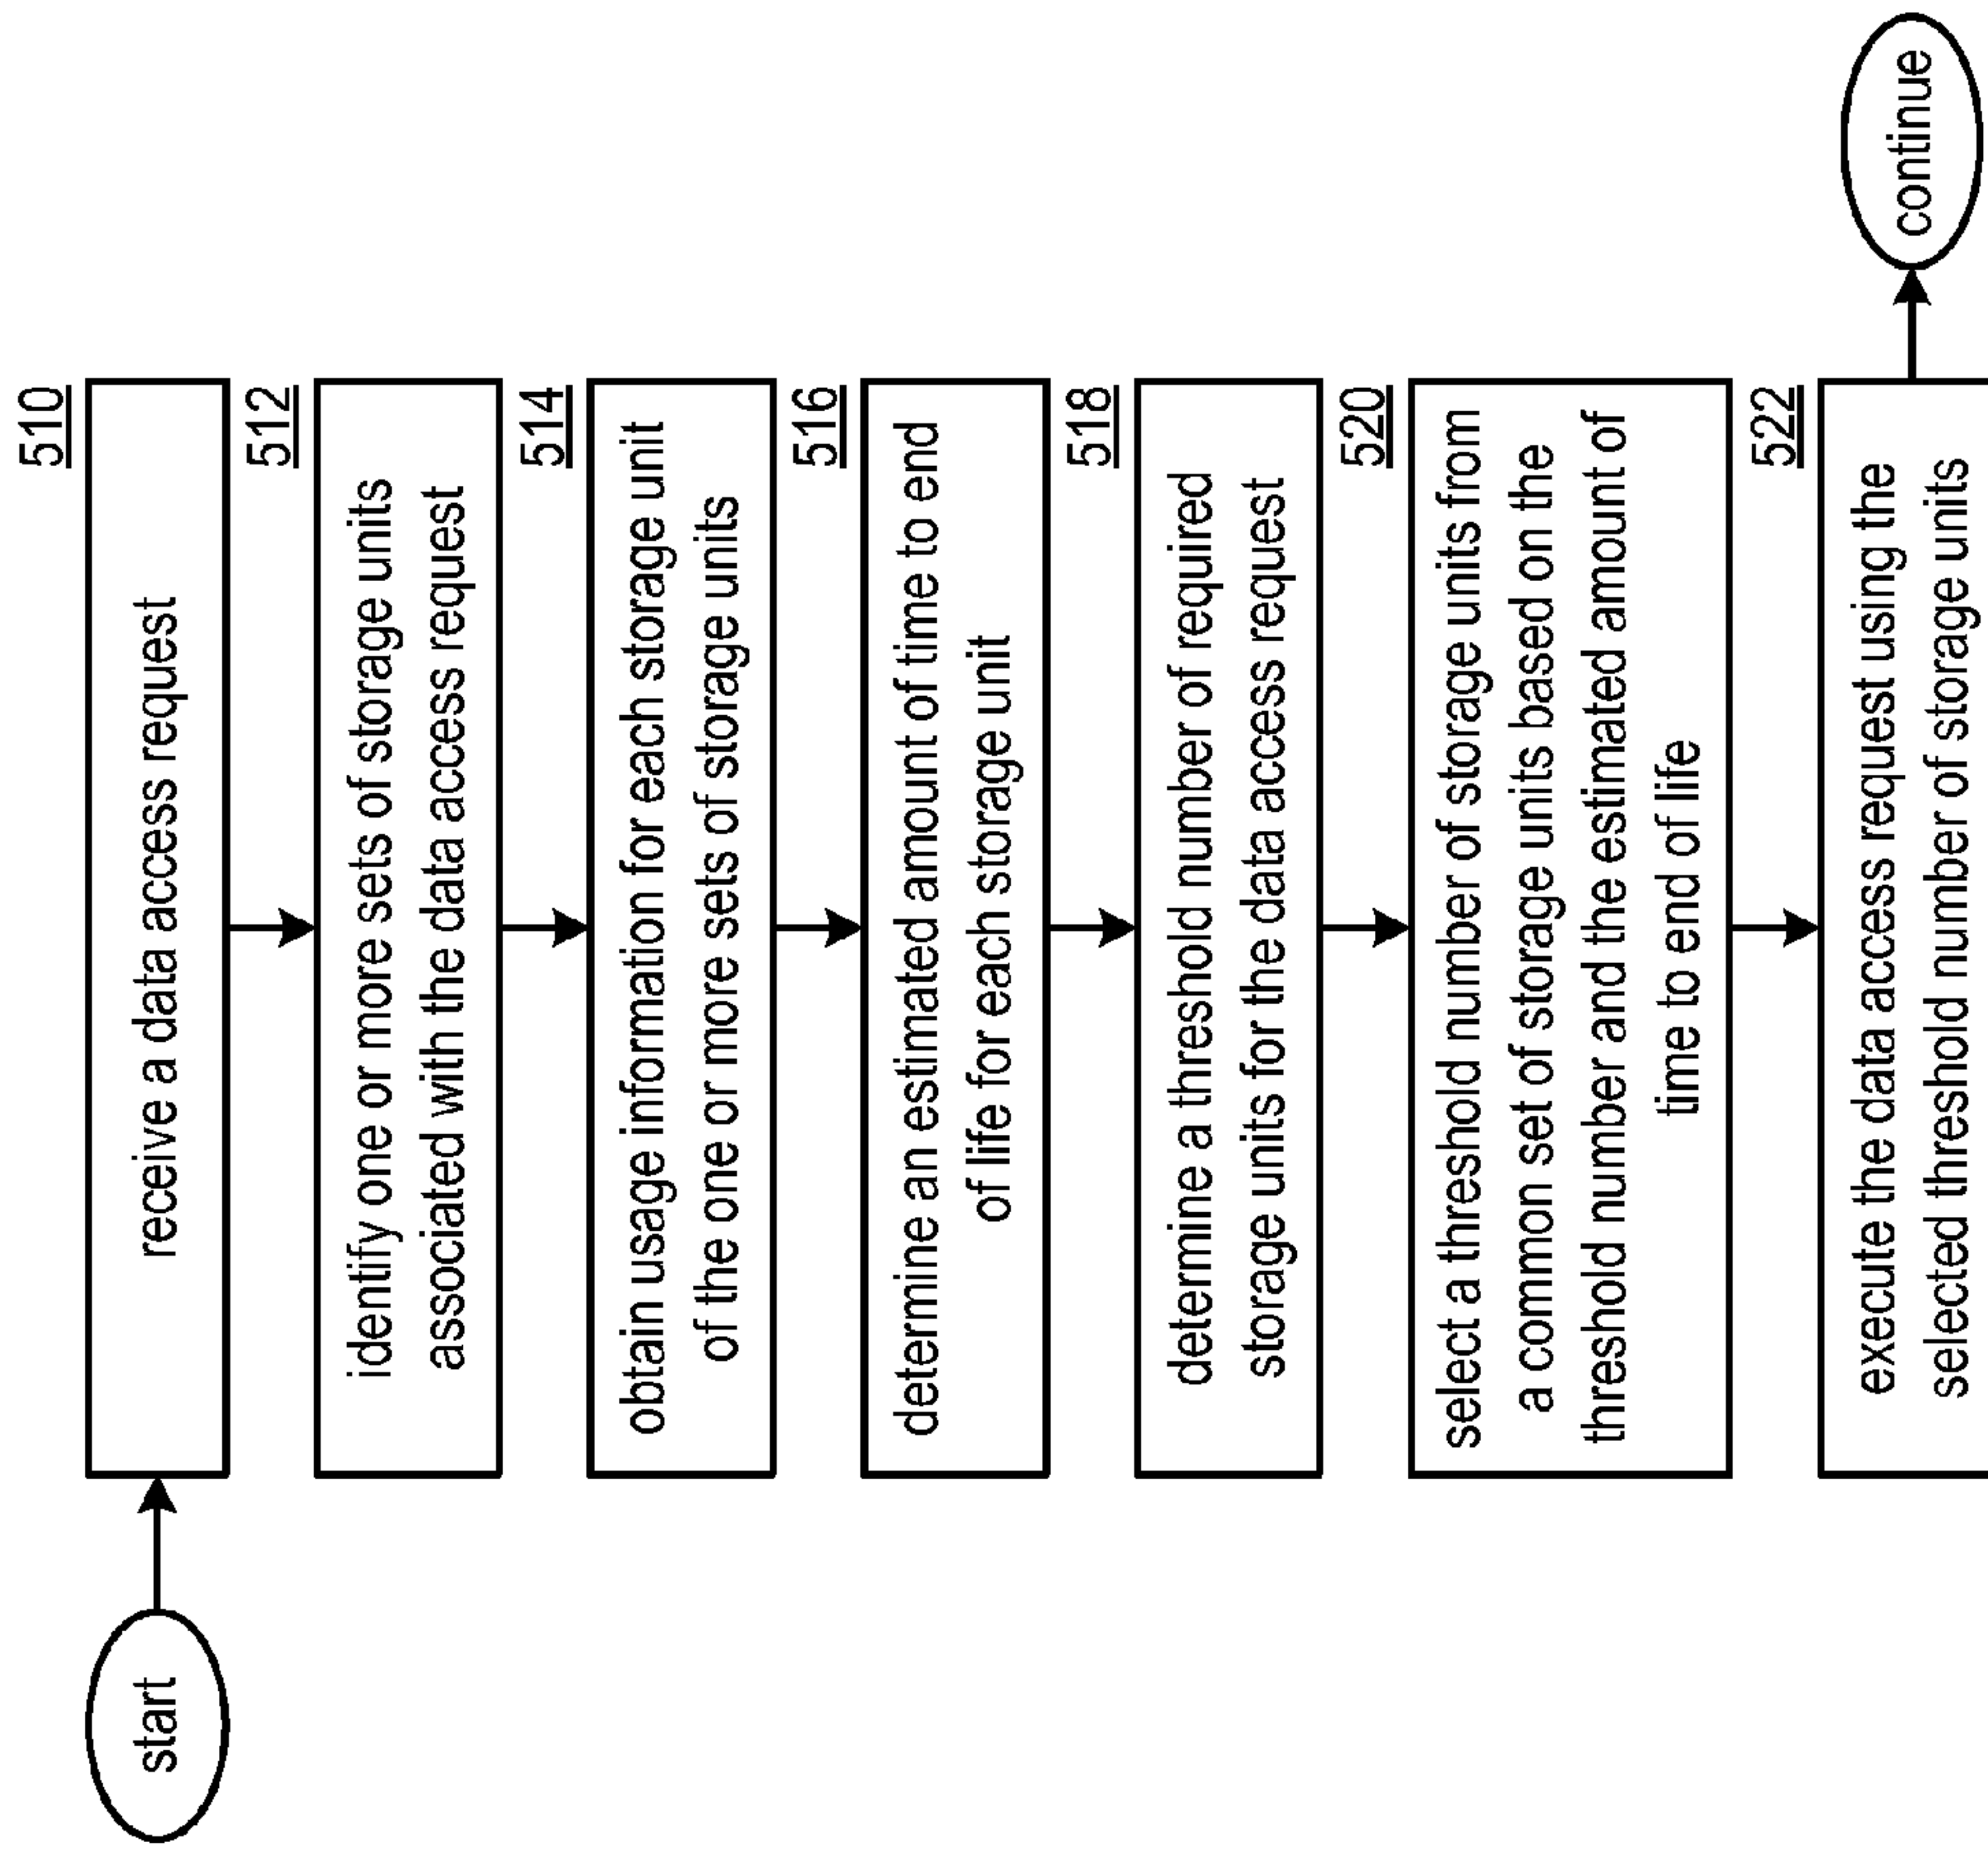 start
510
receive a data access request
512
identify one or more sets of storage units
associated with the data access request
514
obtain usage information for each storage unit
of the one or more sets of storage units
516
determine an estimated amount of time to end
of life for each storage unit
518
determine a threshold number of required
storage units for the data access request
520
select a threshold number of storage units from
a common set of storage units based on the
threshold number and the estimated amount of
time to end of life
522
execute the data access request using the
selected threshold number of storage units
continue